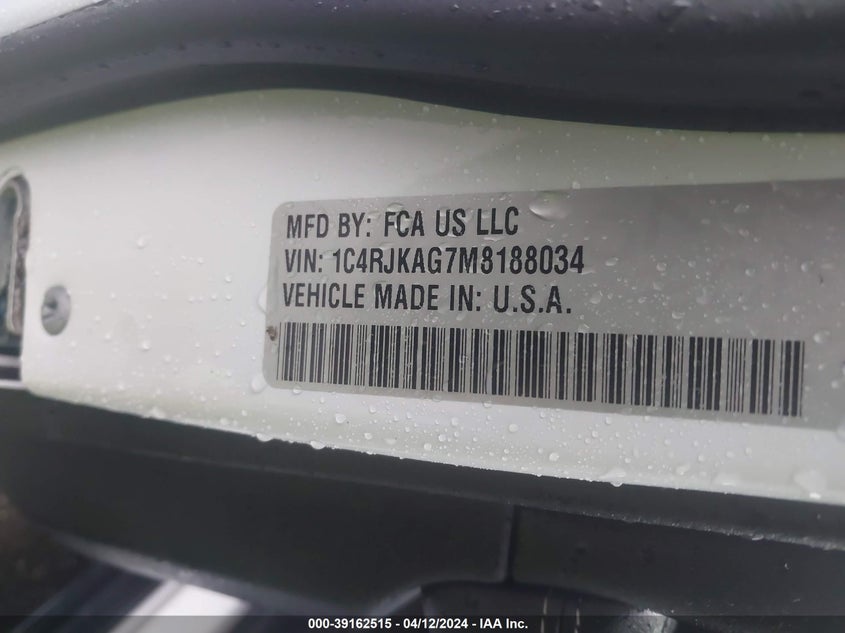 MFD BY: FCA US LLC
VIN: 1C4RJKAG7M8188034
VEHICLE MADE IN: U.S.A.
000-39162515 - 04/12/2024 - IAA Inc.